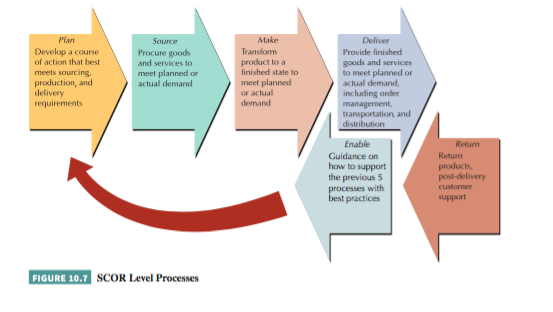 Plan
Develop a course
of action that best
meets sourcing,
production, and
delivery
requirements
Source
Procure goods
and services to
meet planned or
actual demand
Make
Transform
product to a
finished state to
meet planned
or actual
demand
Deliver
Provide finished
goods and services
to meet planned or
actual demand,
including order
management,
transportation, and
distribution
Return
Return
products,
post-delivery
customer
support
Enable
Guidance on
how to support
the previous 5
processes with
best practices
FIGURE 10.7 SCOR Level Processes